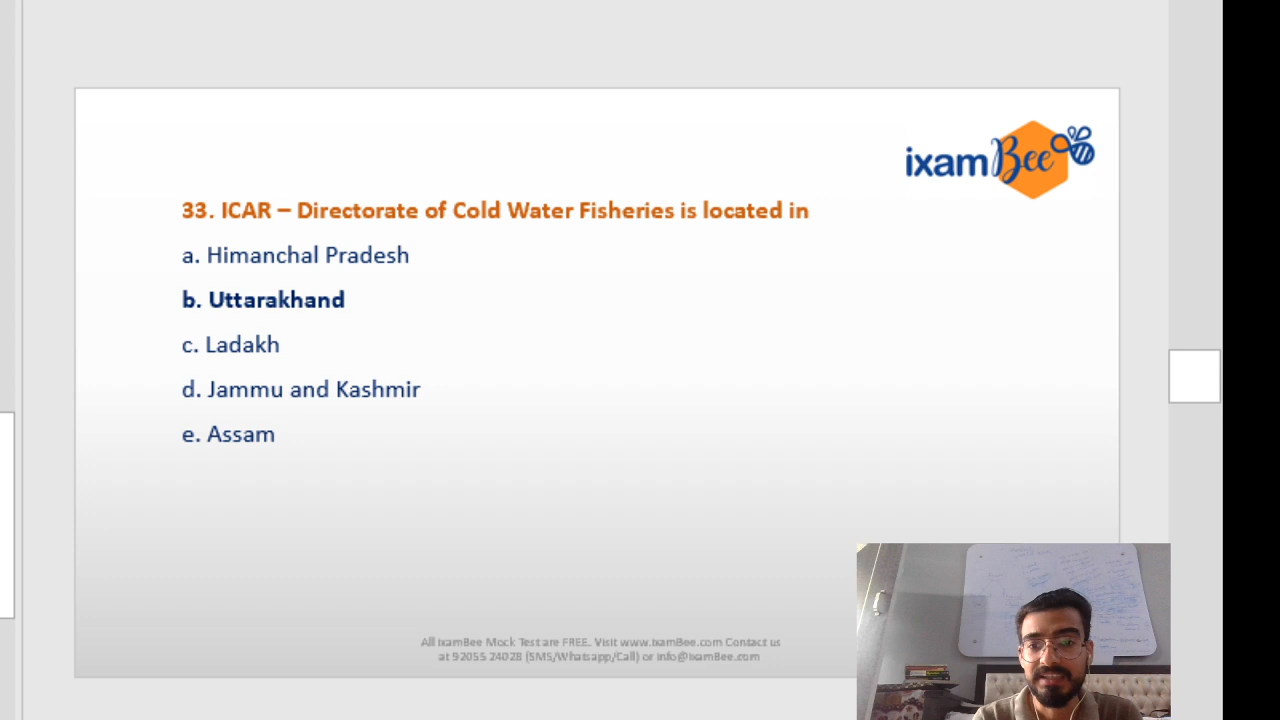 ixamBee
33. ICAR – Directorate of Cold Water Fisheries is located in
a. Himanchal Pradesh
b. Uttarakhand
c. Ladakh
d. Jammu and Kashmir
e. Assam
All ixamBee Mock Test are FREE. Visit www.ixamBee.com Contact us
at 92055 24028 (SMS/Whatsapp/Call) or info@ixamBee.com